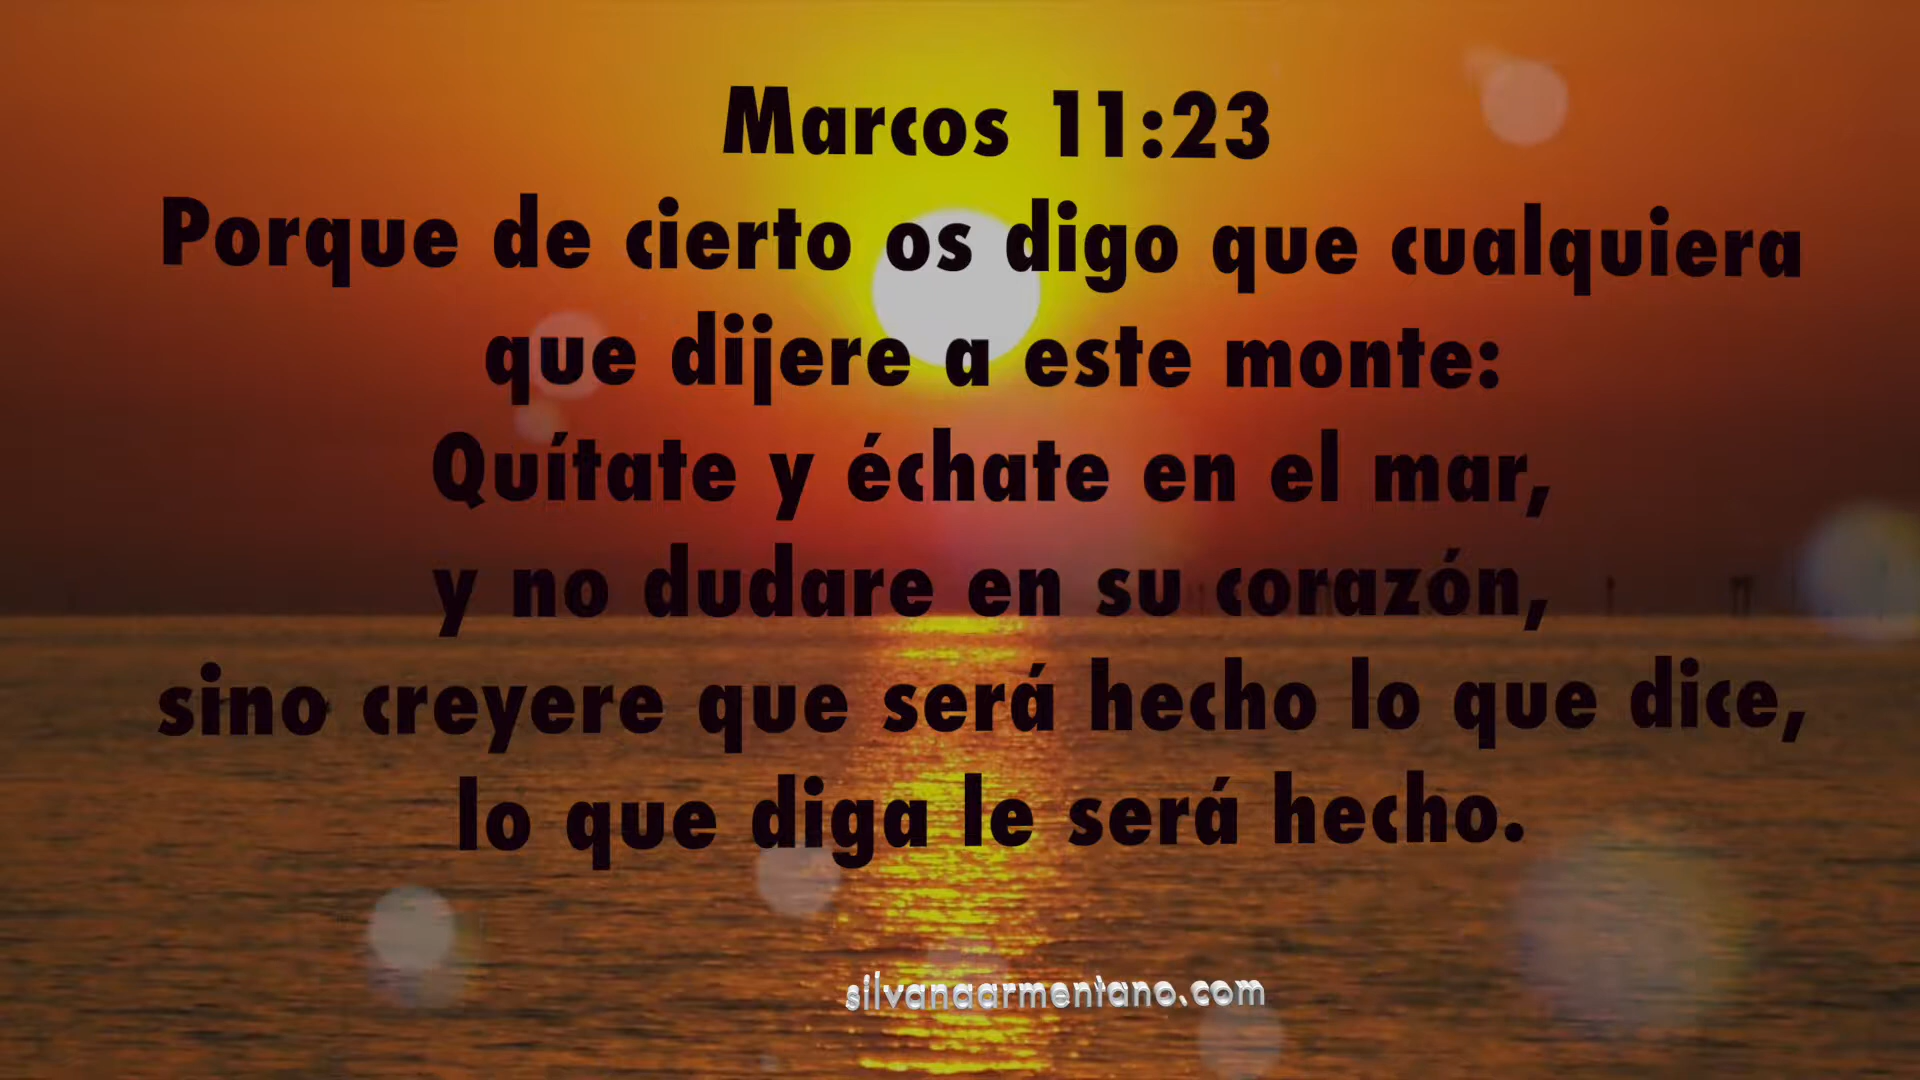 Marcos 11:23
Porque de cierto os digo que cualquiera
que dijere a este monte:
Quítate y échate en el mar,
y no dudare en su corazón,
sino creyere que será hecho lo que dice,
lo que diga le será hecho.
silvanaarmentano.com